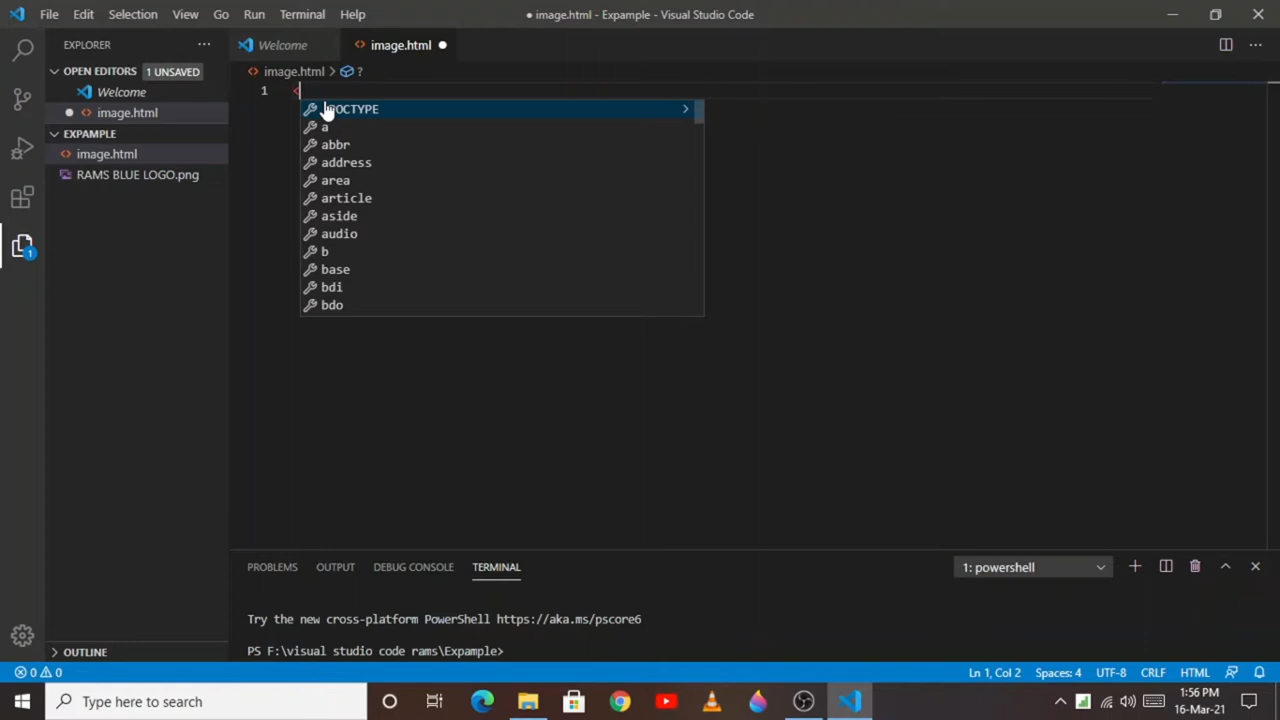 File Edit Selection View Go Run Terminal Help
● image.html - Expample - Visual Studio Code
EXPLORER
Welcome
image.html
OPEN EDITORS 1 UNSAVED
image.html > ?
Welcome
1 <
image.html
EXPAMPLE
image.html
RAMS BLUE LOGO.png
a
abbr
address
area
article
aside
audio
b
base
bdi
bdo
PROBLEMS OUTPUT DEBUG CONSOLE TERMINAL
1: powershell
Try the new cross-platform PowerShell https://aka.ms/pscore6
PS F:\visual studio code rams\Expample>
OUTLINE
1
0 0
Ln 1, Col 2 Spaces: 4 UTF-8 CRLF HTML
Type here to search
1:56 PM
16-Mar-21